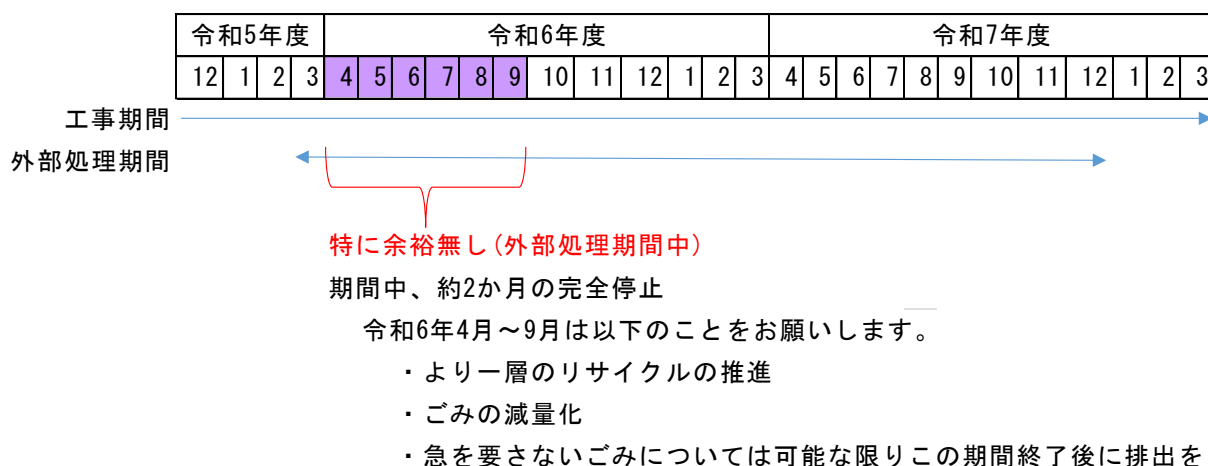 令和5年度 令和6年度 令和7年度
12 1 2 3 4 5 6 7 8 9 10 11 12 1 2 3 4 5 6 7 8 9 10 11 12 1 2 3
工事期間
外部処理期間
特に余裕無し(外部処理期間中)
期間中、約2か月の完全停止
令和6年4月～9月は以下のことをお願いします。
・より一層のリサイクルの推進
・ごみの減量化
・急を要さないごみについては可能な限りこの期間終了後に排出を